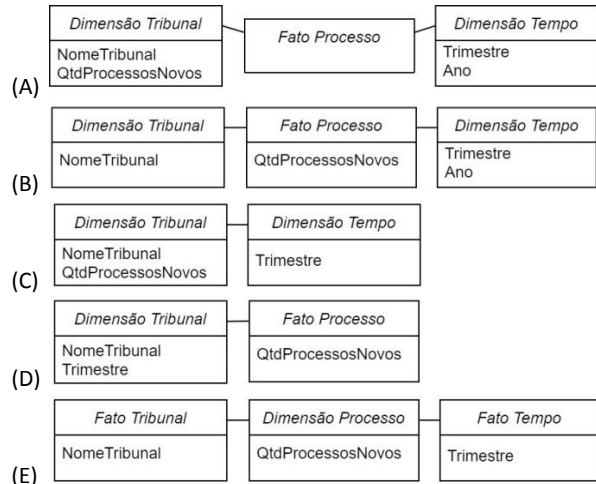 Dimensão Tribunal
NomeTribunal
QtdProcessosNovos
Fato Processo
Dimensão Tempo
Trimestre
Ano
(A)
Dimensão Tribunal
NomeTribunal
Fato Processo
QtdProcessosNovos
Dimensão Tempo
Trimestre
Ano
(B)
Dimensão Tribunal
NomeTribunal
QtdProcessosNovos
Dimensão Tempo
Trimestre
(C)
Dimensão Tribunal
NomeTribunal
Trimestre
Fato Processo
QtdProcessosNovos
(D)
Fato Tribunal
NomeTribunal
Dimensão Processo
QtdProcessosNovos
Fato Tempo
Trimestre
(E)